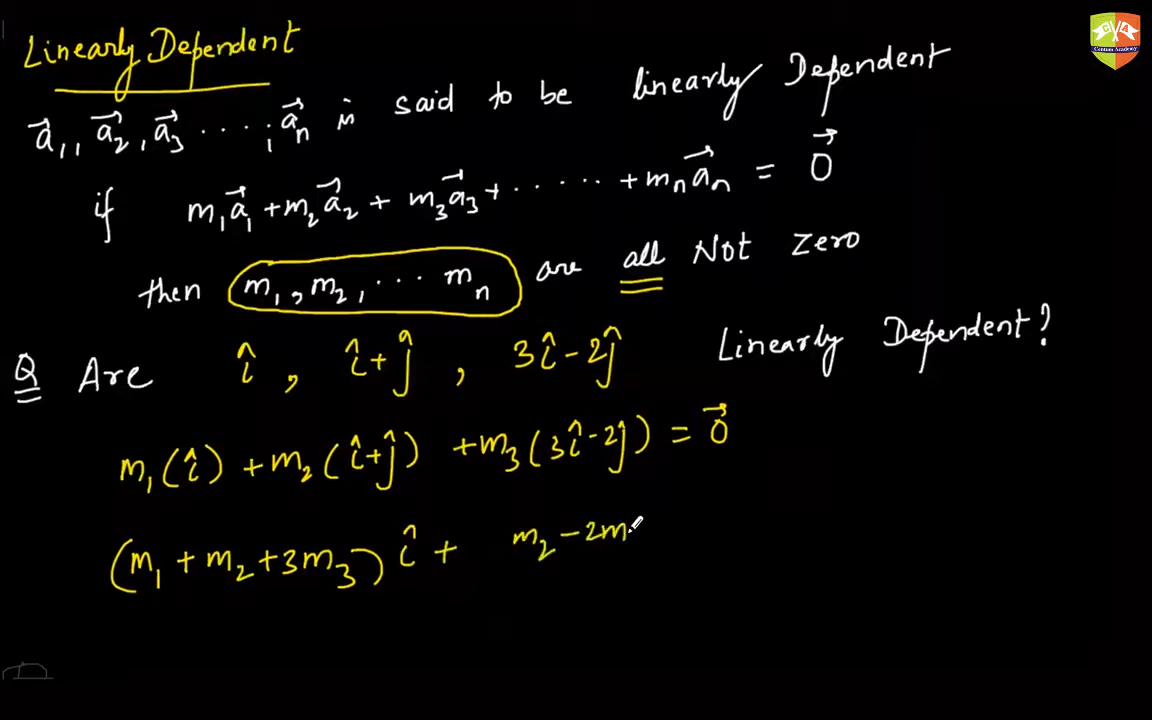 Linearly Dependent
a⃗₁, a⃗₂, a⃗₃ ....., a⃗ₙ is said to be linearly Dependent
if m₁a⃗₁ + m₂a⃗₂ + m₃a⃗₃ + ...... + mₙa⃗ₙ = 0⃗
then m₁, m₂, ... mₙ are all Not Zero
Q Are î, î+ĵ, 3î-2ĵ Linearly Dependent?
m₁(î) + m₂(î+ĵ) + m₃(3î-2ĵ) = 0⃗
(m₁ + m₂ + 3m₃)î + m₂ - 2m
Centum Academy